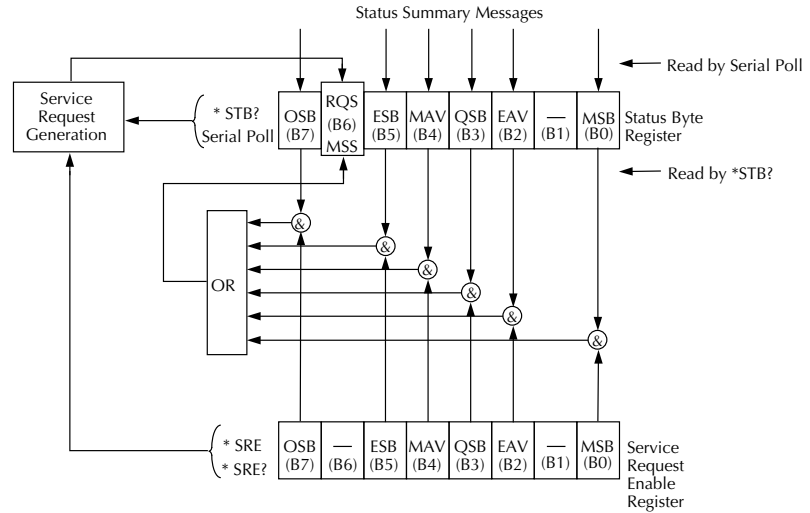 Status Summary Messages
Read by Serial Poll
Service
Request
Generation
* STB?
Serial Poll
OSB
(B7)
RQS
(B6)
MSS
ESB
(B5)
MAV
(B4)
QSB
(B3)
EAV
(B2)
—
(B1)
MSB
(B0)
Status Byte
Register
Read by *STB?
OR
&
&
&
&
&
&
* SRE
* SRE?
OSB
(B7)
—
(B6)
ESB
(B5)
MAV
(B4)
QSB
(B3)
EAV
(B2)
—
(B1)
MSB
(B0)
Service
Request
Enable
Register